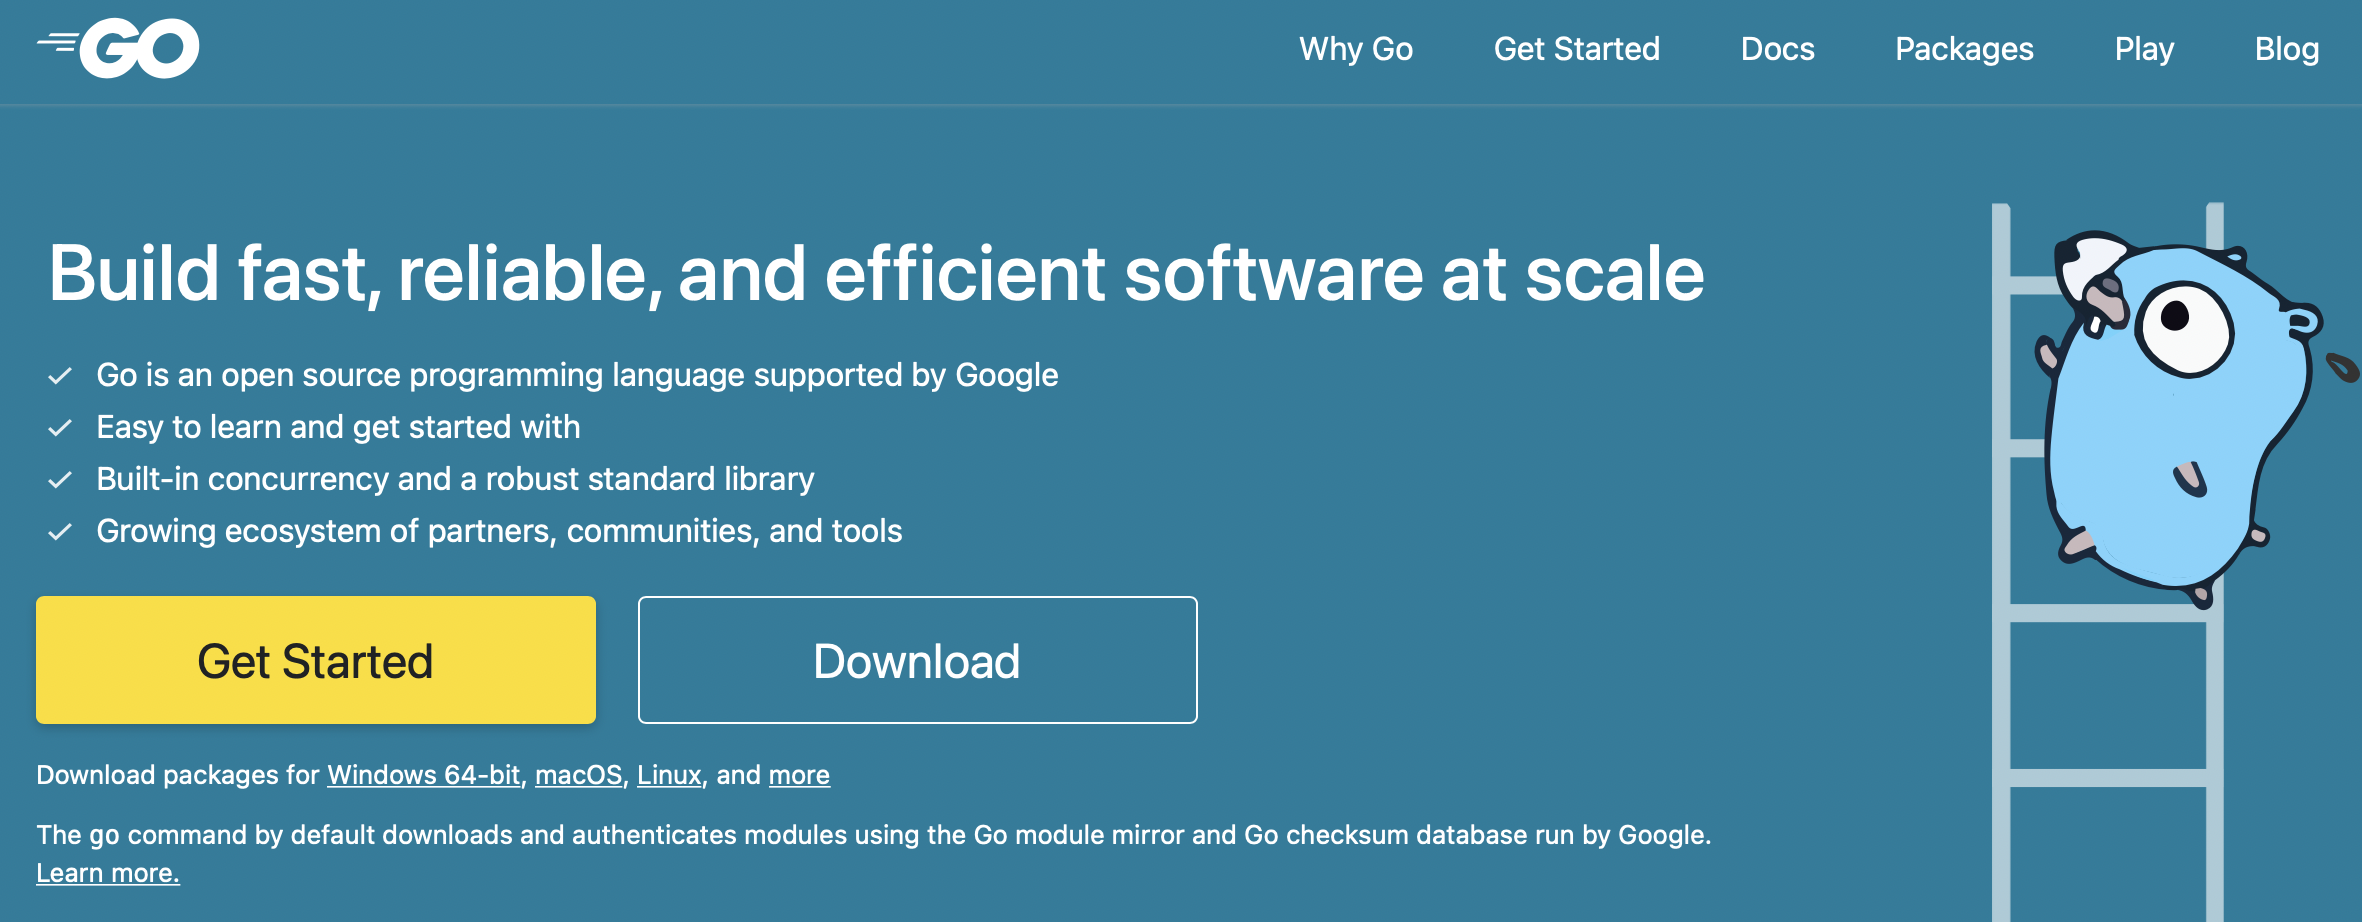 GO
Why Go
Get Started
Docs
Packages
Play
Blog
Build fast, reliable, and efficient software at scale
Go is an open source programming language supported by Google
Easy to learn and get started with
Built-in concurrency and a robust standard library
Growing ecosystem of partners, communities, and tools
Get Started
Download
Download packages for Windows 64-bit, macOS, Linux, and more
The go command by default downloads and authenticates modules using the Go module mirror and Go checksum database run by Google.
Learn more.